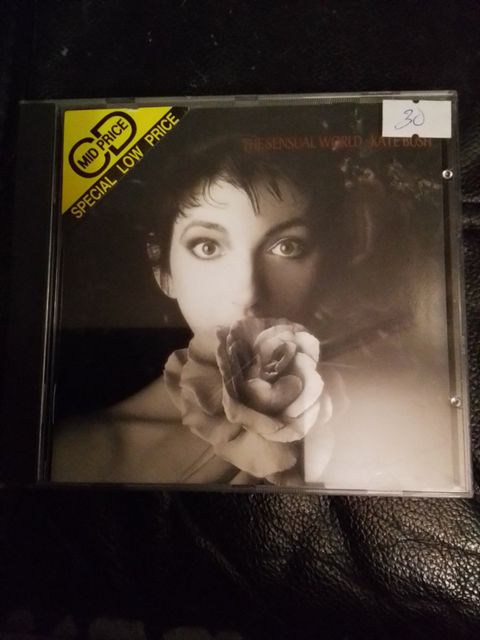 CD
MID PRICE
SPECIAL LOW PRICE
30
THE SENSUAL WORLD · KATE BUSH